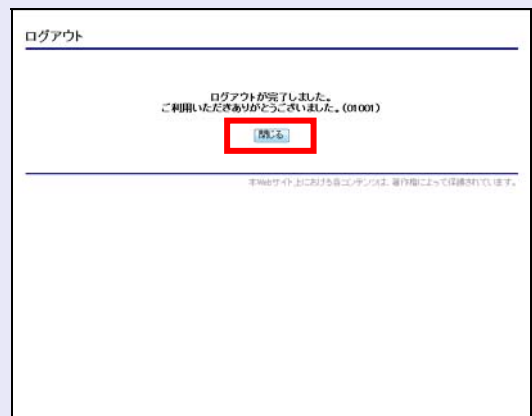 ログアウト
ログアウトが完了しました。
ご利用いただきありがとうございました。(01001)
閉じる
本Webサイト上における各コンテンツは、著作権によって保護されています。